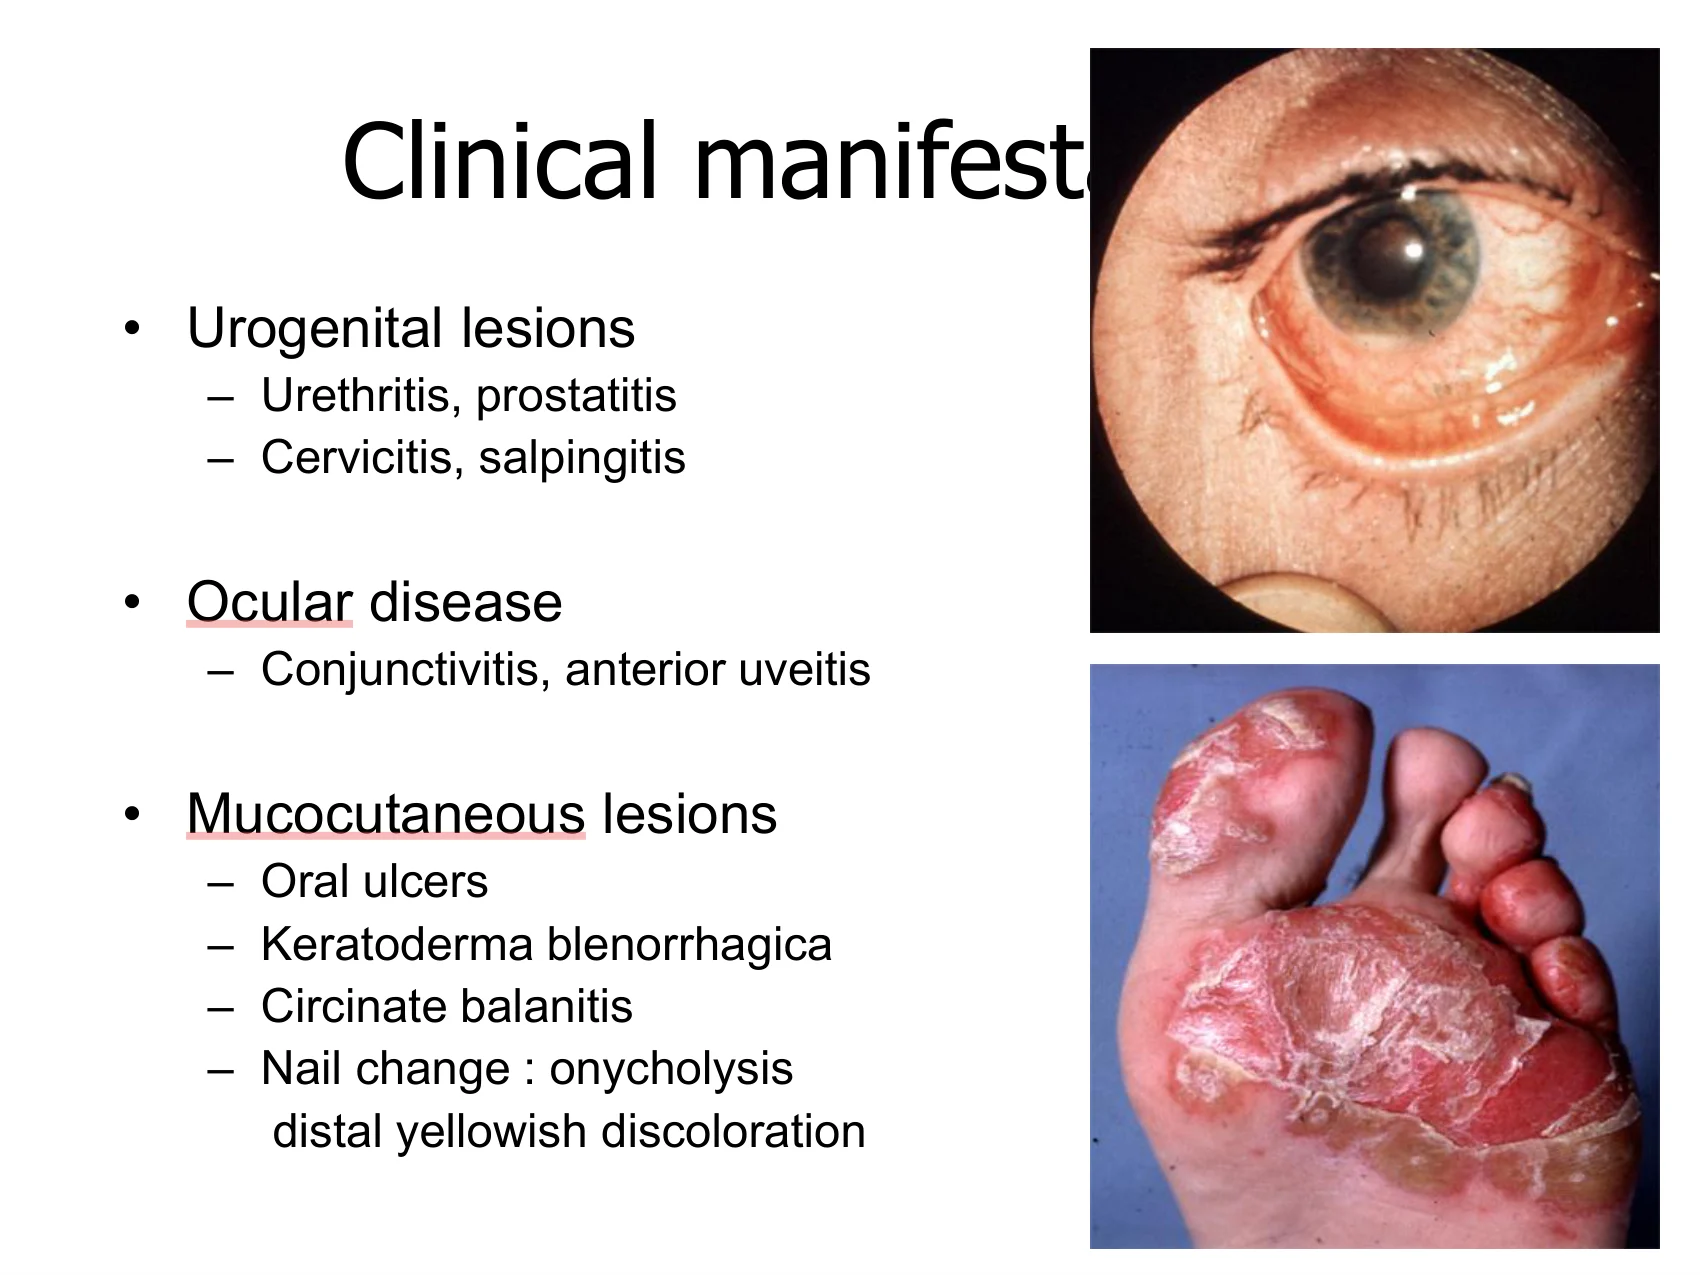 Clinical
• Urogenital lesions
– Urethritis, prostatitis
– Cervicitis, salpingitis
• Ocular disease
– Conjunctivitis, anterior uveitis
• Mucocutaneous lesions
– Oral ulcers
– Keratoderma blenorrhagica
– Circinate balanitis
– Nail change : onycholysis
distal yellowish discoloration